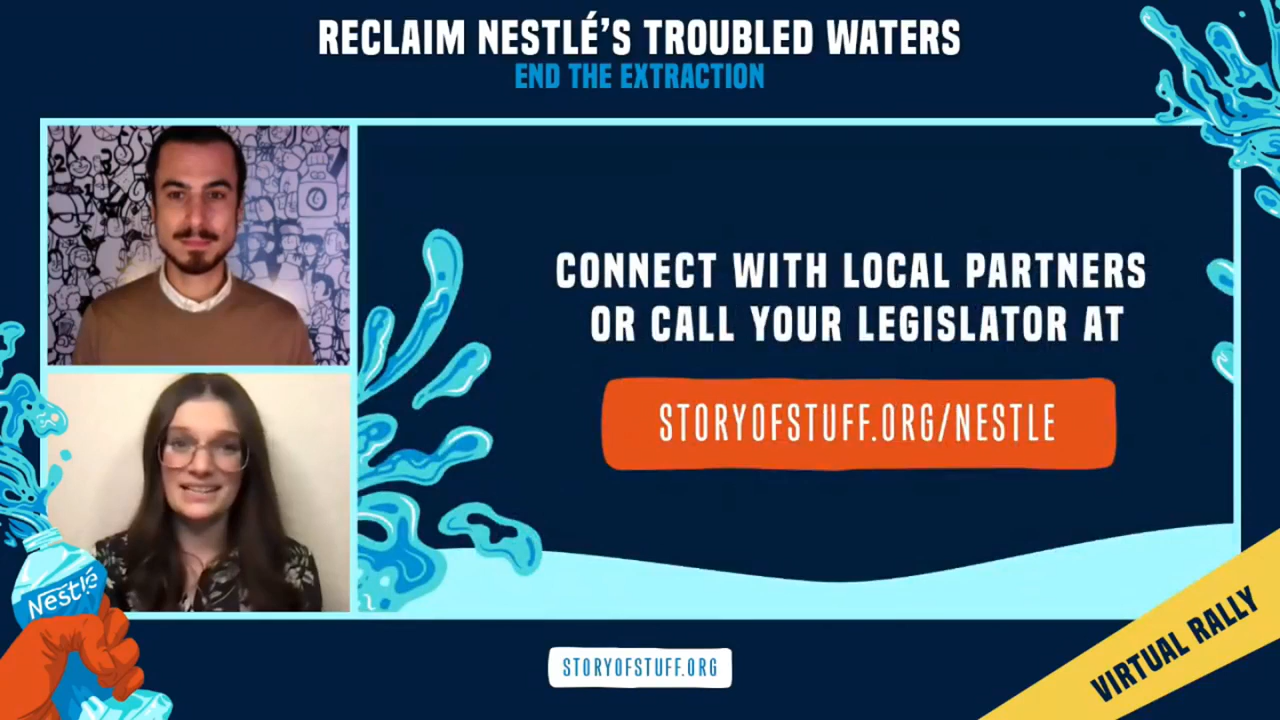 RECLAIM NESTLÉ'S TROUBLED WATERS
END THE EXTRACTION
CONNECT WITH LOCAL PARTNERS
OR CALL YOUR LEGISLATOR AT
STORYOFSTUFF.ORG/NESTLE
Nestlé
STORYOFSTUFF.ORG
VIRTUAL RALLY